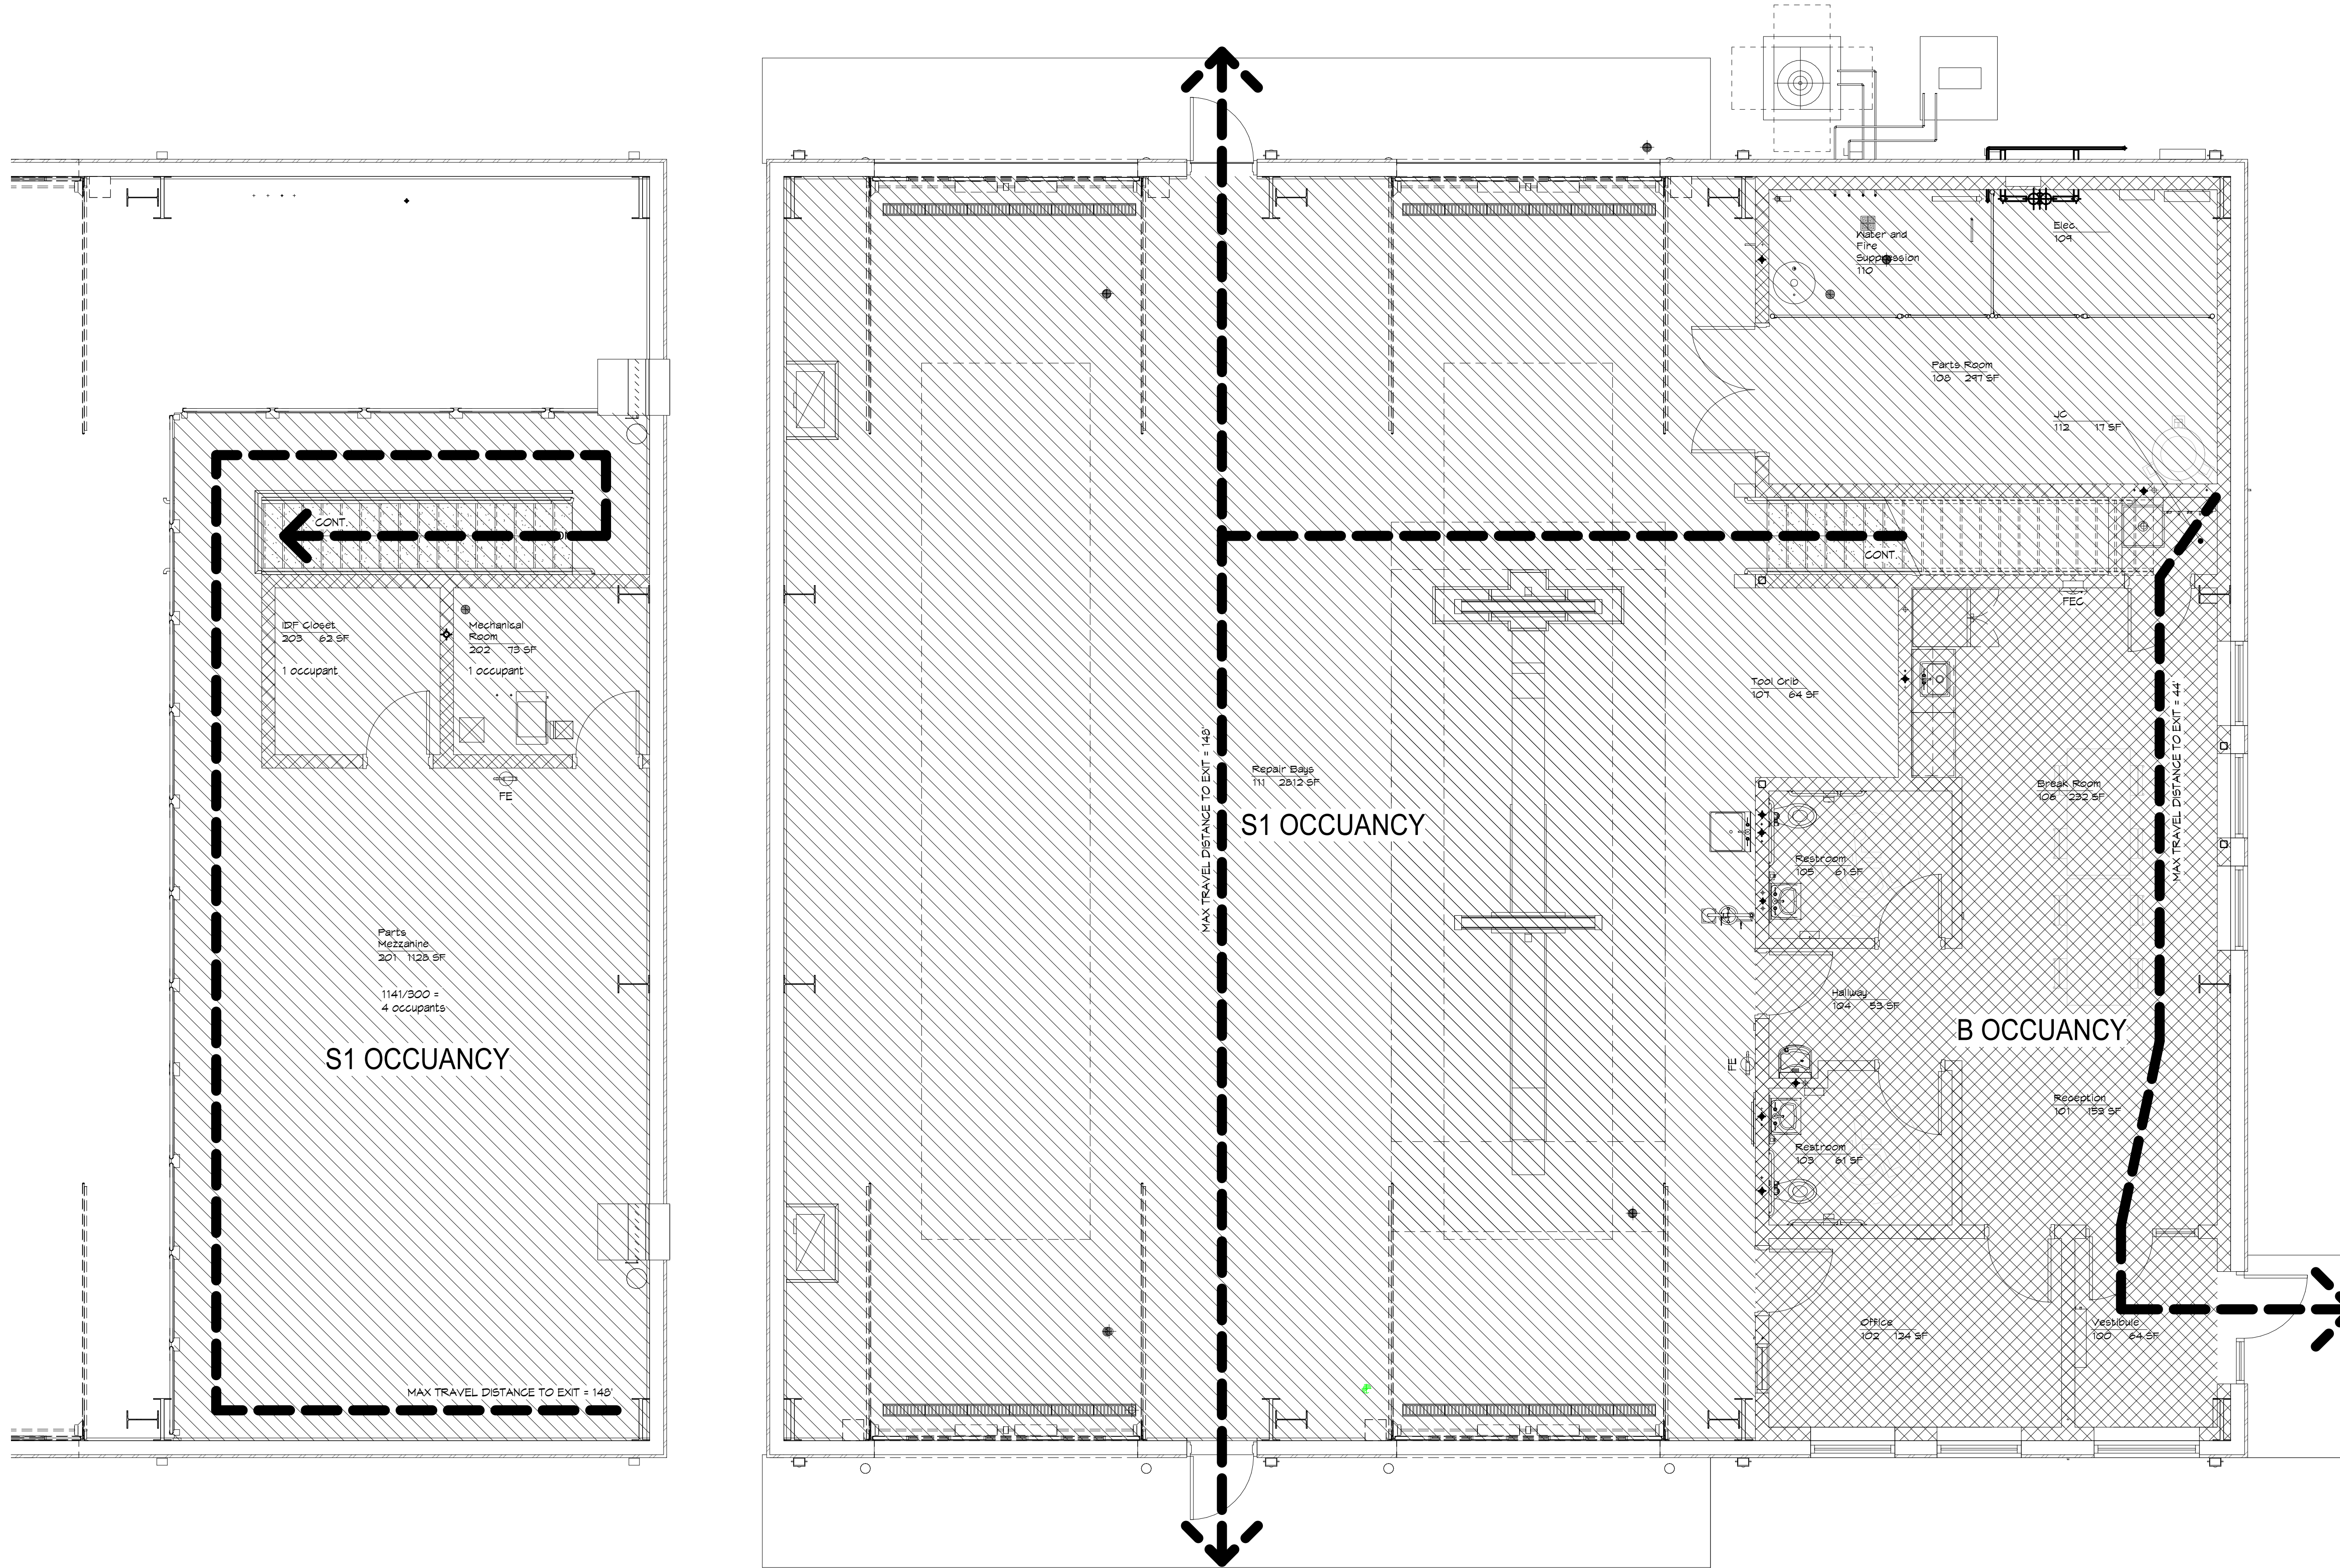 CONT.
IDF Closet
203 62 SF
1 occupant
Mechanical
Room
202 73 SF
1 occupant
FE
Parts
Mezzanine
201 1128 SF
1141/300 =
4 occupants
S1 OCCUANCY
MAX TRAVEL DISTANCE TO EXIT = 148'
MAX TRAVEL DISTANCE TO EXIT = 148'
Repair Bays
111 2812 SF
S1 OCCUANCY
Water and
Fire
Suppression
110
Elec.
109
Parts Room
108 297 SF
JC
112 17 SF
CONT.
FEC
Tool Crib
107 64 SF
MAX TRAVEL DISTANCE TO EXIT = 44'
Break Room
106 232 SF
Restroom
105 61 SF
Hallway
104 53 SF
B OCCUANCY
FE
Reception
101 153 SF
Restroom
103 61 SF
Office
102 124 SF
Vestibule
100 64 SF